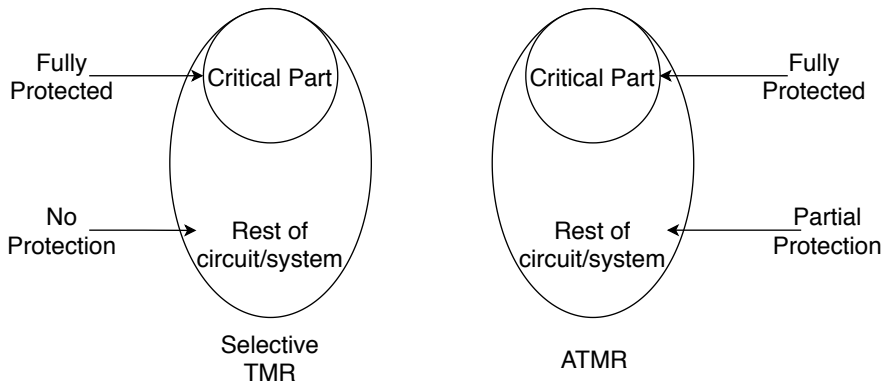 Fully
Protected
Critical Part
No
Protection
Rest of
circuit/system
Selective
TMR
Critical Part
Fully
Protected
Rest of
circuit/system
Partial
Protection
ATMR